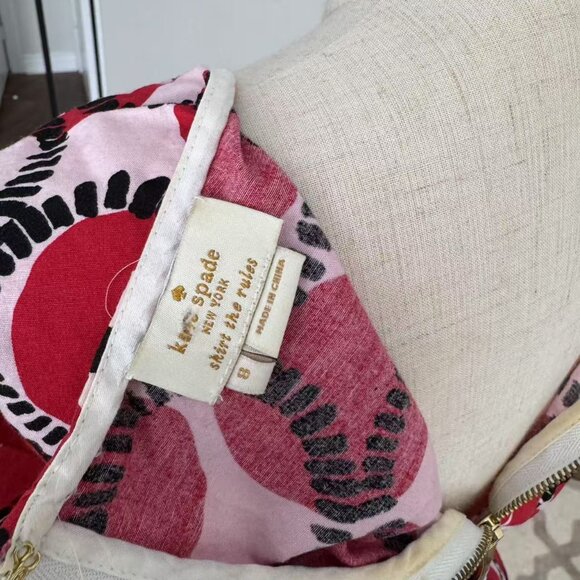 kate spade
NEW YORK
skirt the rules
MADE IN CHINA
8